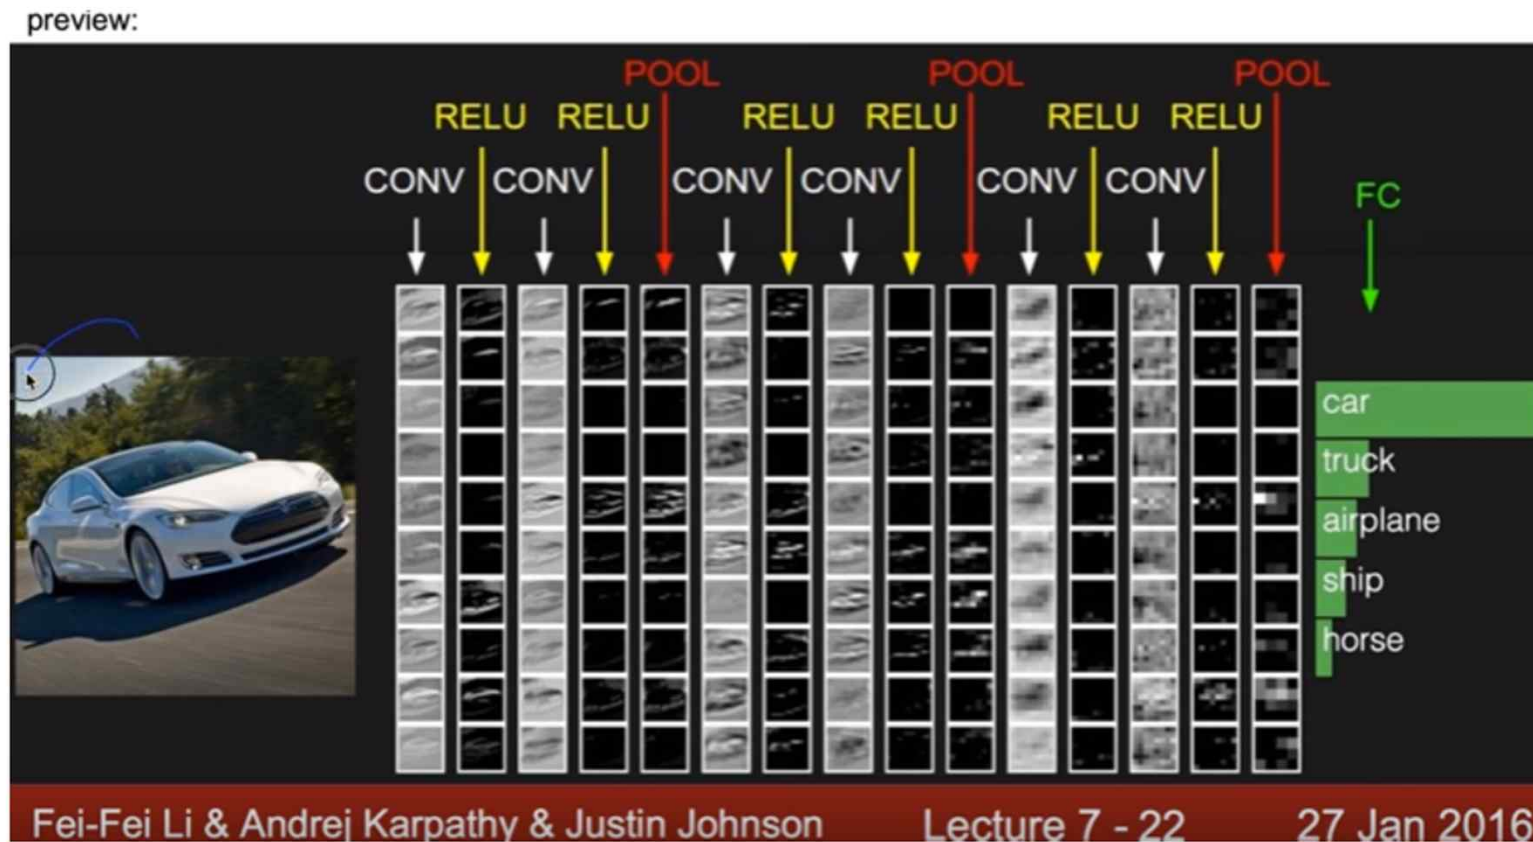 preview:
POOL POOL POOL
RELU RELU RELU RELU RELU RELU
CONV CONV CONV CONV CONV CONV
FC
car
truck
airplane
ship
horse
Fei-Fei Li & Andrej Karpathy & Justin Johnson Lecture 7 - 22 27 Jan 2016